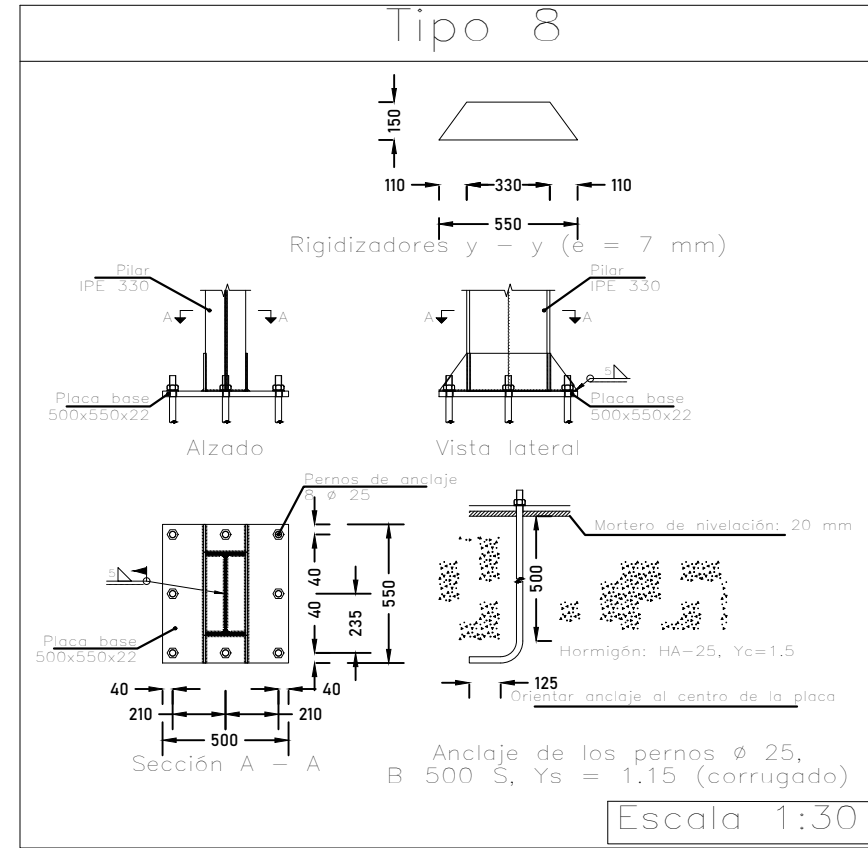 Tipo 8
150
110
330
110
550
Rigidizadores y - y (e = 7 mm)
Pilar
IPE 330
A
A
Placa base
500x550x22
Alzado
Pilar
IPE 330
A
A
5
Placa base
500x550x22
Vista lateral
Pernos de anclaje
8 ø 25
5
Placa base
500x550x22
40
40
550
235
40
40
210
210
500
Sección A - A
Mortero de nivelación: 20 mm
500
Hormigón: HA-25, Yc=1.5
125
Orientar anclaje al centro de la placa
Anclaje de los pernos ø 25,
B 500 S, Ys = 1.15 (corrugado)
Escala 1:30